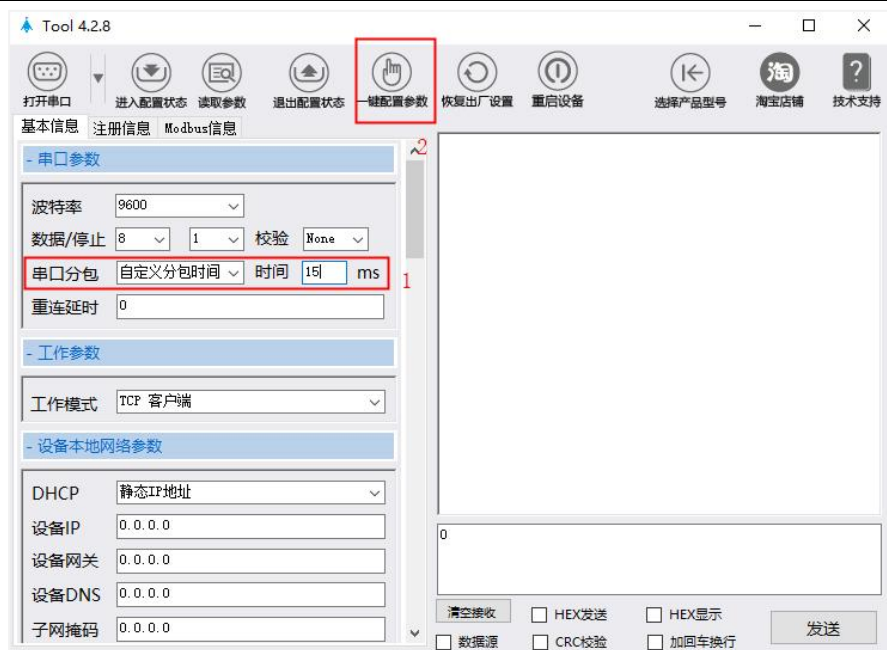 Tool 4.2.8
打开串口 进入配置状态 读取参数 退出配置状态 一键配置参数 恢复出厂设置 重启设备 选择产品型号 淘 淘宝店铺 ? 技术支持
基本信息 注册信息 Modbus信息
2
- 串口参数
波特率 9600
数据/停止 8 1 校验 None
串口分包 自定义分包时间 时间 15 ms
1
重连延时 0
- 工作参数
工作模式 TCP 客户端
- 设备本地网络参数
DHCP 静态IP地址
设备IP 0.0.0.0
设备网关 0.0.0.0
设备DNS 0.0.0.0
子网掩码 0.0.0.0
0
清空接收 HEX发送 HEX显示
数据源 CRC校验 加回车换行
发送